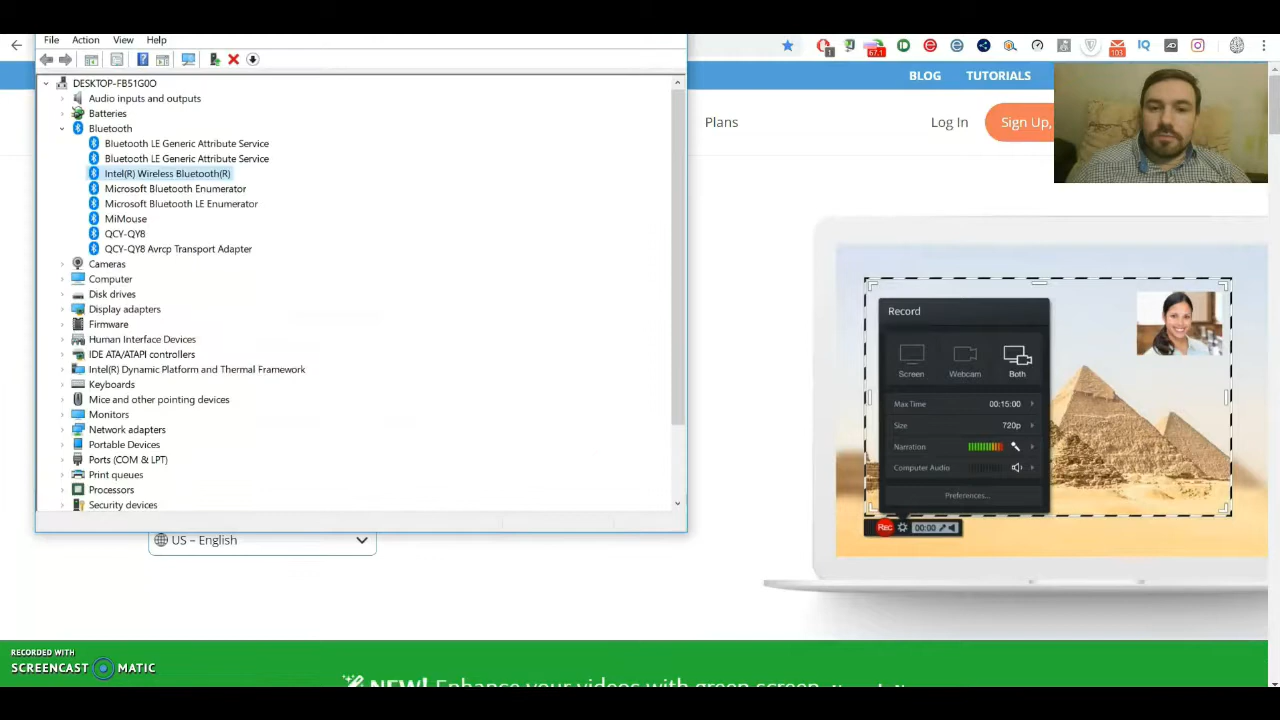 File Action View Help
DESKTOP-FB51G0O
Audio inputs and outputs
Batteries
Bluetooth
Bluetooth LE Generic Attribute Service
Bluetooth LE Generic Attribute Service
Intel(R) Wireless Bluetooth(R)
Microsoft Bluetooth Enumerator
Microsoft Bluetooth LE Enumerator
MiMouse
QCY-QY8
QCY-QY8 Avrcp Transport Adapter
Cameras
Computer
Disk drives
Display adapters
Firmware
Human Interface Devices
IDE ATA/ATAPI controllers
Intel(R) Dynamic Platform and Thermal Framework
Keyboards
Mice and other pointing devices
Monitors
Network adapters
Portable Devices
Ports (COM & LPT)
Print queues
Processors
Security devices
1 67.1 103 IQ
BLOG TUTORIALS
Plans Log In Sign Up,
Record
Screen Webcam Both
Max Time 00:15:00
Size 720p
Narration
Computer Audio
Preferences...
Rec 00:00
US – English
RECORDED WITH
SCREENCAST MATIC
NEW! Enhance your videos with green screen